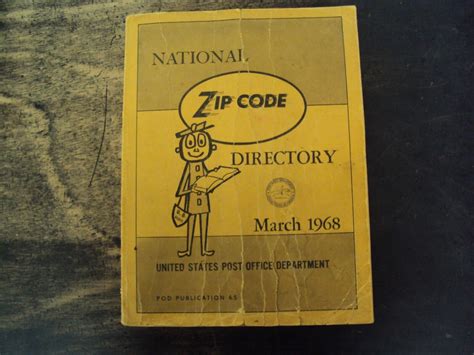 NATIONAL
ZIP CODE
DIRECTORY
March 1968
UNITED STATES POST OFFICE DEPARTMENT
POD PUBLICATION 65